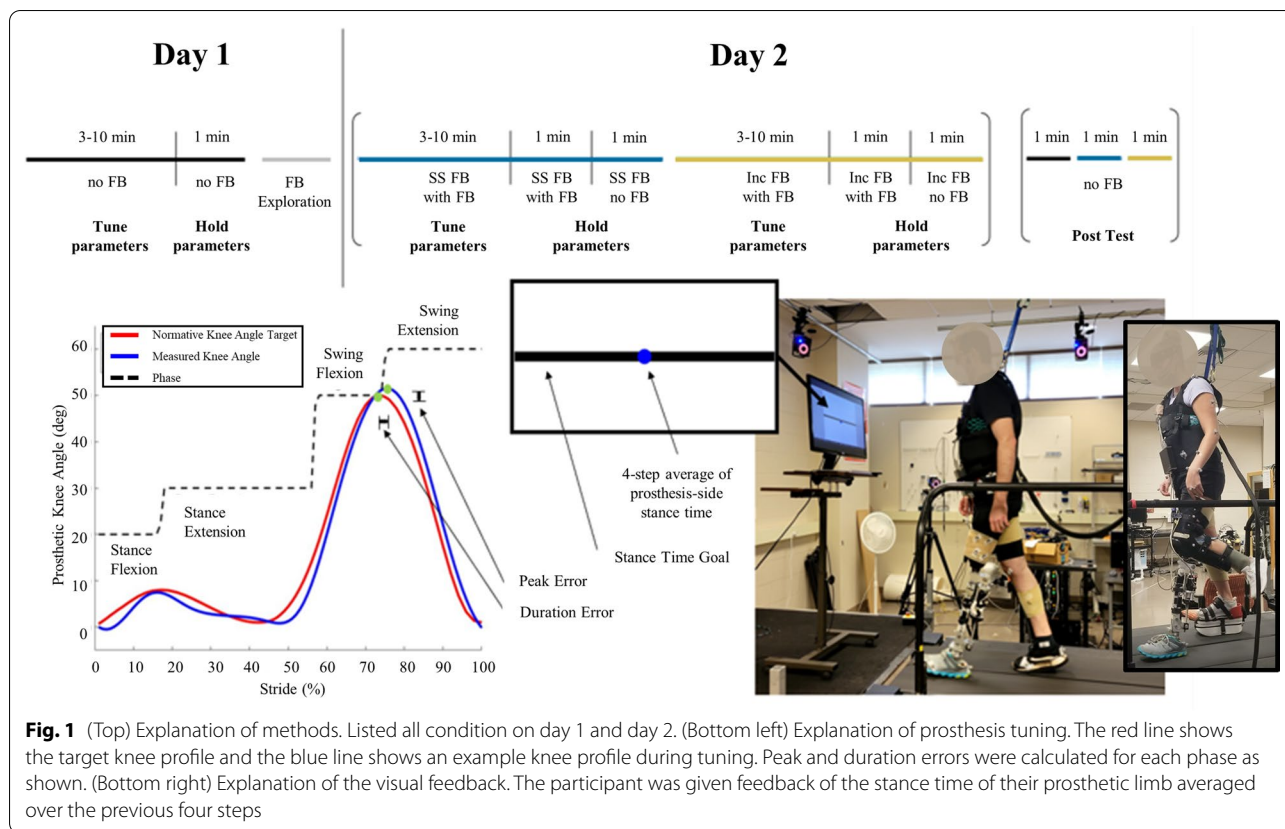 Day 1
Day 2
3-10 min
1 min
3-10 min
1 min
1 min
3-10 min
1 min
1 min
1 min
1 min
1 min
no FB
no FB
FB
Exploration
SS FB
with FB
SS FB
with FB
SS FB
no FB
Inc FB
with FB
Inc FB
with FB
Inc FB
no FB
no FB
Tune
parameters
Hold
parameters
Tune
parameters
Hold
parameters
Tune
parameters
Hold
parameters
Post Test
Normative Knee Angle Target
Measured Knee Angle
Phase
Swing
Extension
Swing
Flexion
Stance
Extension
Stance
Flexion
Prosthetic Knee Angle (deg)
60
50
40
30
20
10
0
0
10
20
30
40
50
60
70
80
90
100
Stride (%)
Peak Error
Duration Error
4-step average of
prosthesis-side
stance time
Stance Time Goal
Fig. 1 (Top) Explanation of methods. Listed all condition on day 1 and day 2. (Bottom left) Explanation of prosthesis tuning. The red line shows
the target knee profile and the blue line shows an example knee profile during tuning. Peak and duration errors were calculated for each phase as
shown. (Bottom right) Explanation of the visual feedback. The participant was given feedback of the stance time of their prosthetic limb averaged
over the previous four steps